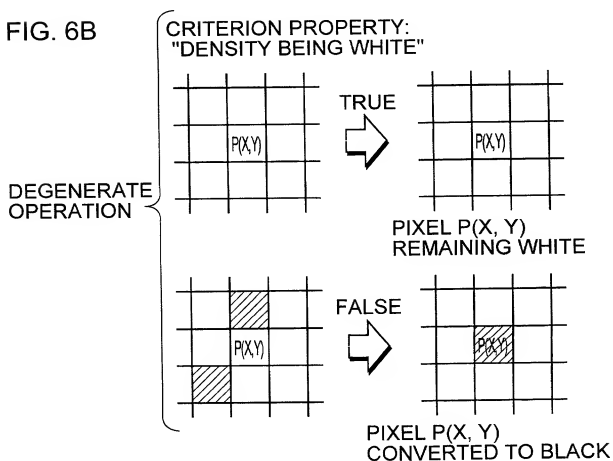 FIG. 6B
CRITERION PROPERTY:
"DENSITY BEING WHITE"
TRUE
P(X,Y)
P(X,Y)
DEGENERATE
OPERATION
PIXEL P(X, Y)
REMAINING WHITE
FALSE
P(X,Y)
P(X,Y)
PIXEL P(X, Y)
CONVERTED TO BLACK